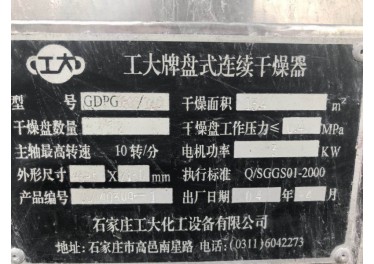 工大 工大牌盘式连续干燥器
型号 GDPG / 干燥面积 m²
干燥盘数量 干燥盘工作压力≤ MPa
主轴最高转速 10转/分 电机功率 KW
外形尺寸 X mm 执行标准 Q/SGGS01-2000
产品编号 出厂日期 年 月
石家庄工大化工设备有限公司
地址:石家庄市高邑南星路 电话:(0311)6042273